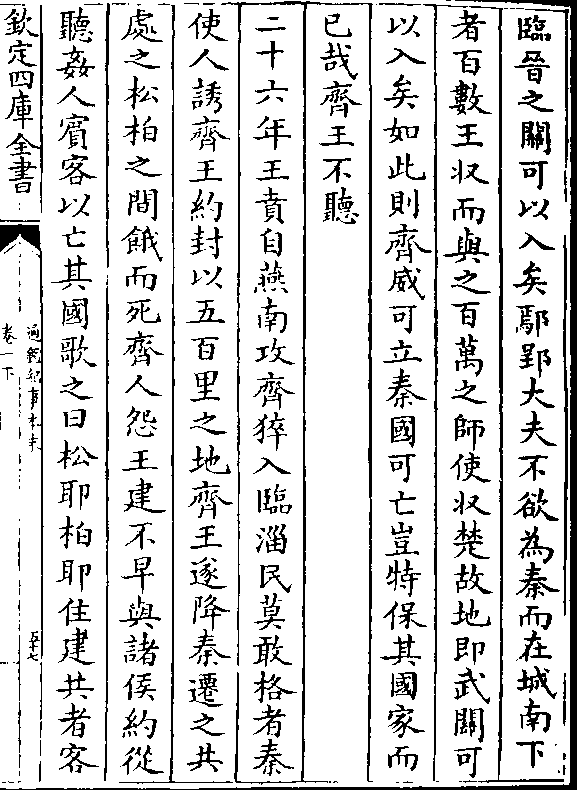 臨晉之關可以入矣鄢郢大夫不欲為秦而在城南下
者百數王收而與之百萬之師使收楚故地即武關可
以入矣如此則齊威可立秦國可亡豈特保其國家而
已哉齊王不聽
二十六年王賁自燕南攻齊猝入臨淄民莫敢格者秦
使人誘齊王約封以五百里之地齊王遂降秦遷之共
處之松柏之間餓而死齊人怨王建不早與諸侯約從
聽姦人賓客以亡其國歌之曰松耶柏耶住建共者客
欽定四庫全書
通鑑紀事本末
卷一下
五十七